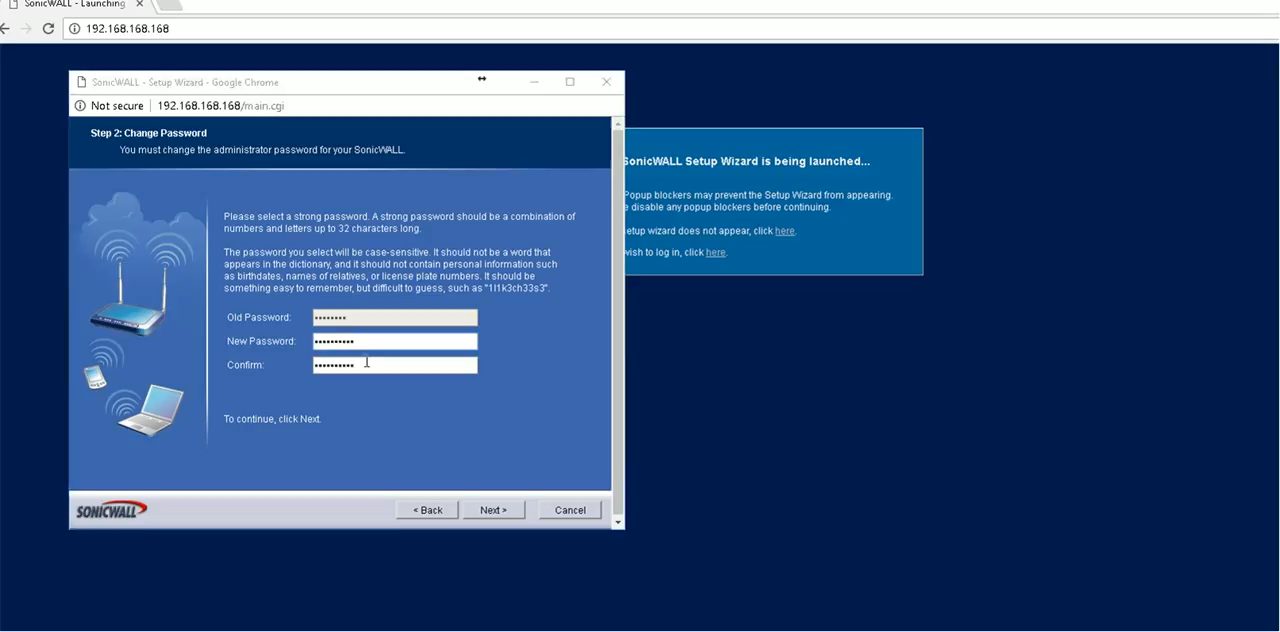 SonicWALL - Launching
192.168.168.168
SonicWALL - Setup Wizard - Google Chrome
Not secure | 192.168.168.168/main.cgi
Step 2: Change Password
You must change the administrator password for your SonicWALL.
SonicWALL Setup Wizard is being launched...
Popup blockers may prevent the Setup Wizard from appearing.
disable any popup blockers before continuing.
setup wizard does not appear, click here.
wish to log in, click here.
Please select a strong password. A strong password should be a combination of
numbers and letters up to 32 characters long.
The password you select will be case-sensitive. It should not be a word that
appears in the dictionary, and it should not contain personal information such
as birthdates, names of relatives, or license plate numbers. It should be
something easy to remember, but difficult to guess, such as "1l1k3ch33s3".
Old Password:
New Password:
Confirm:
To continue, click Next.
SONICWALL
< Back
Next >
Cancel